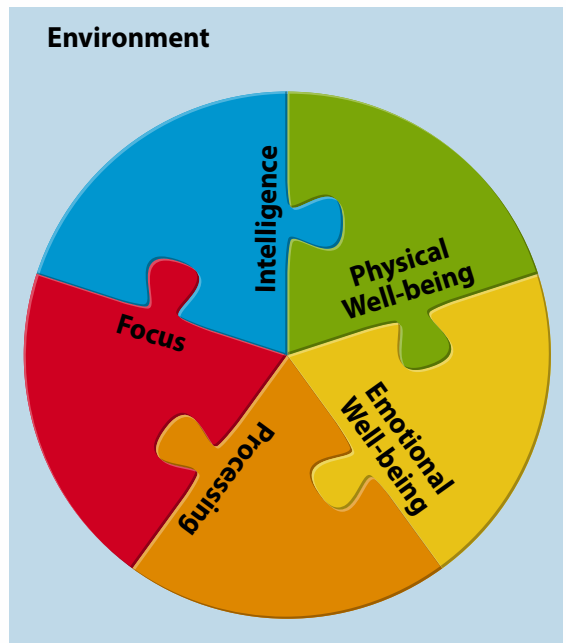 Environment
Intelligence
Physical
Well-being
Focus
Emotional
Well-being
Processing